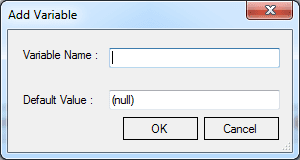 Add Variable
Variable Name :
Default Value : (null)
OK Cancel